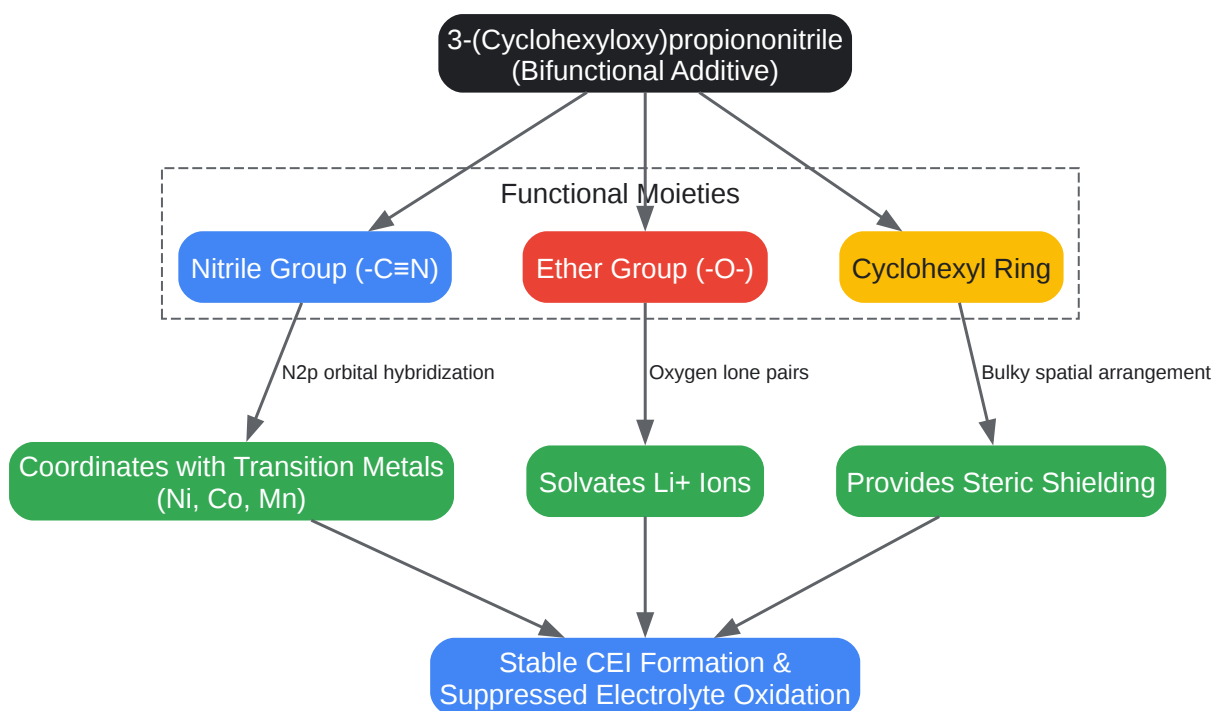 3-(Cyclohexyloxy)propiononitrile
(Bifunctional Additive)
Functional Moieties
Nitrile Group (-C≡N)
Ether Group (-O-)
Cyclohexyl Ring
N2p orbital hybridization
Oxygen lone pairs
Bulky spatial arrangement
Coordinates with Transition Metals
(Ni, Co, Mn)
Solvates Li+ Ions
Provides Steric Shielding
Stable CEI Formation &
Suppressed Electrolyte Oxidation